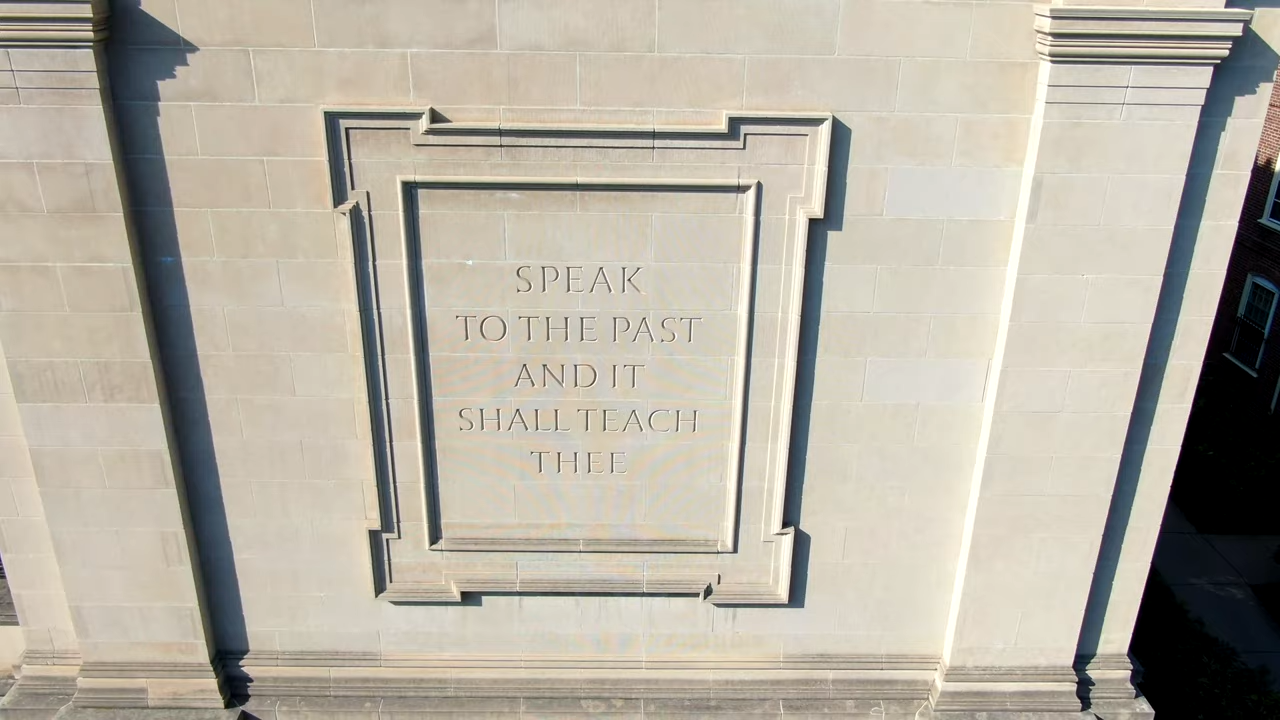 SPEAK
TO THE PAST
AND IT
SHALL TEACH
THEE